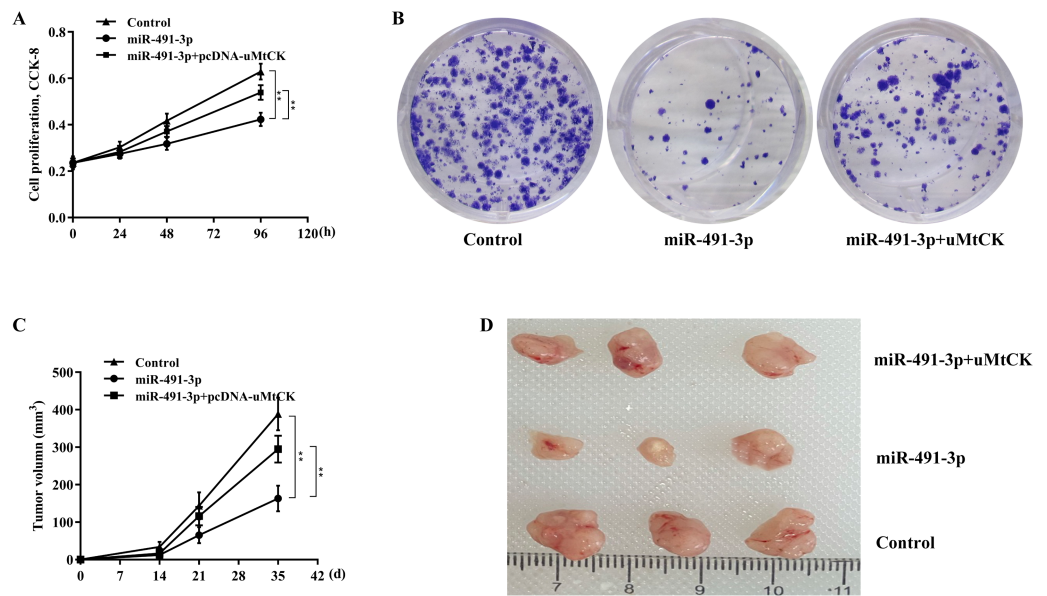 A
Control
miR-491-3p
miR-491-3p+pcDNA-uMtCK
Cell proliferation, CCK-8
0.8
0.6
0.4
0.2
0.0
0 24 48 72 96 120 (h)
**
**
B
Control
miR-491-3p
miR-491-3p+uMtCK
C
Control
miR-491-3p
miR-491-3p+pcDNA-uMtCK
Tumor volumn (mm3)
500
400
300
200
100
0
0 7 14 21 28 35 42 (d)
**
**
D
miR-491-3p+uMtCK
miR-491-3p
Control
7 8 9 10 11